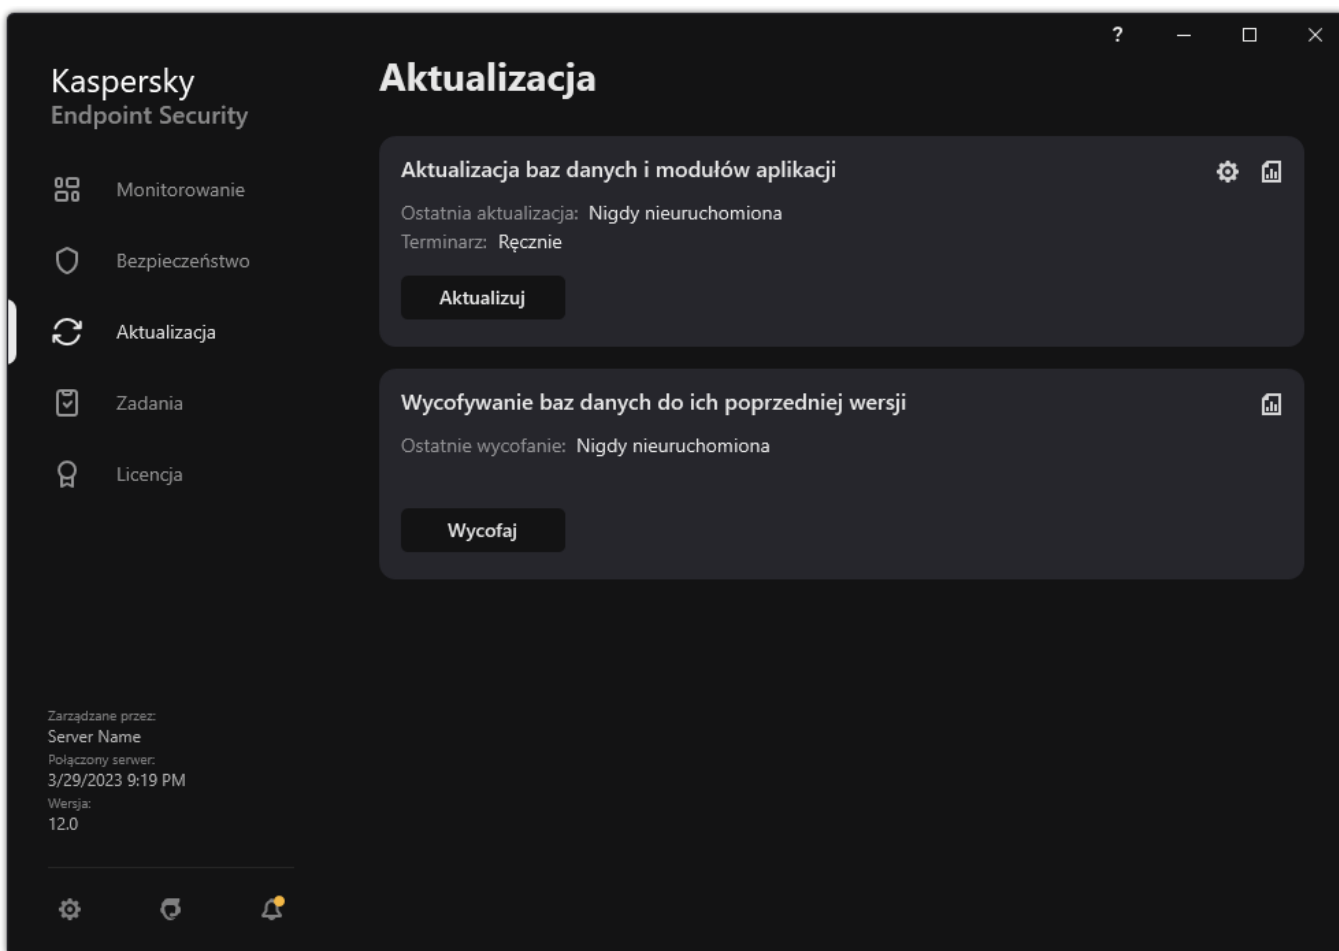 ?
Kaspersky
Endpoint Security
Monitorowanie
Bezpieczeństwo
Aktualizacja
Zadania
Licencja
Zarządzane przez:
Server Name
Połączony serwer:
3/29/2023 9:19 PM
Wersja:
12.0
Aktualizacja
Aktualizacja baz danych i modułów aplikacji
Ostatnia aktualizacja: Nigdy nieuruchomiona
Terminarz: Ręcznie
Aktualizuj
Wycofywanie baz danych do ich poprzedniej wersji
Ostatnie wycofanie: Nigdy nieuruchomiona
Wycofaj